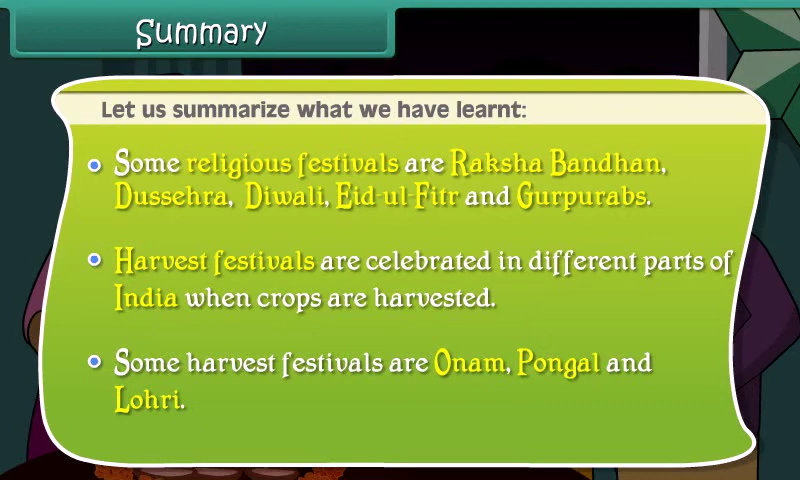 Summary
Let us summarize what we have learnt:
Some religious festivals are Raksha Bandhan,
Dussehra, Diwali, Eid-ul-Fitr and Gurpurabs.
Harvest festivals are celebrated in different parts of
India when crops are harvested.
Some harvest festivals are Onam, Pongal and
Lohri.